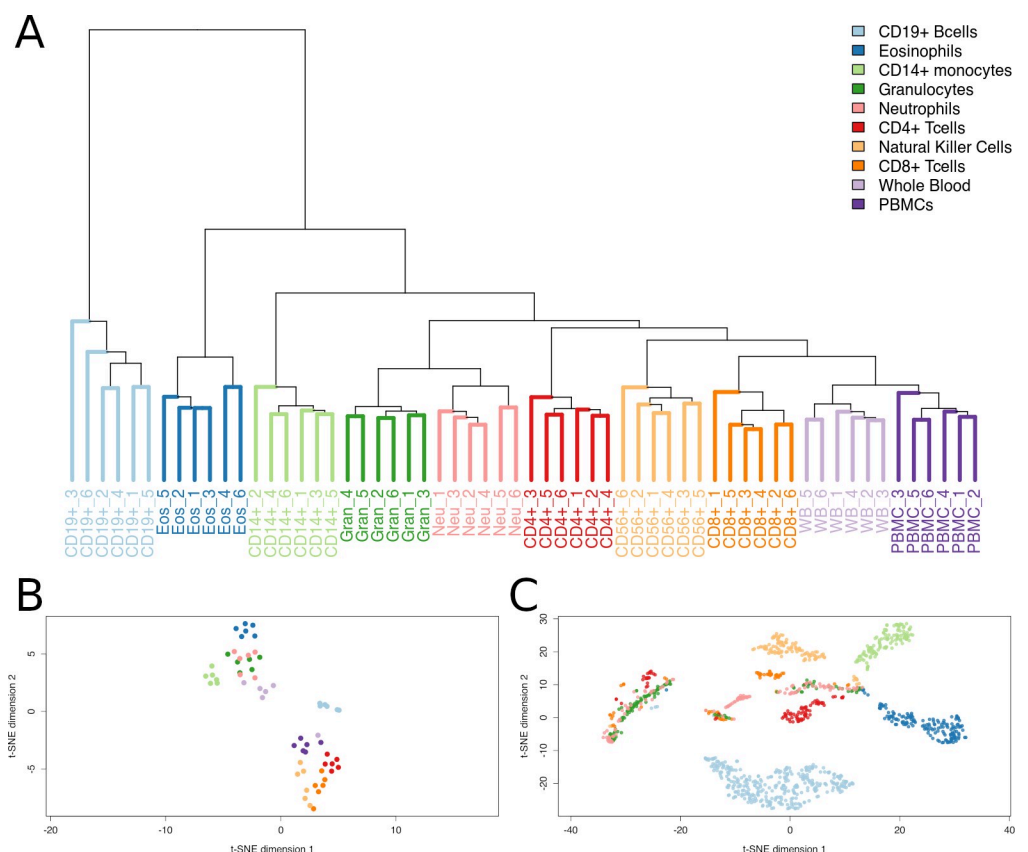 A
CD19+ Bcells
Eosinophils
CD14+ monocytes
Granulocytes
Neutrophils
CD4+ Tcells
Natural Killer Cells
CD8+ Tcells
Whole Blood
PBMCs
CD19+_3
CD19+_6
CD19+_2
CD19+_4
CD19+_1
CD19+_5
Eos_5
Eos_2
Eos_1
Eos_3
Eos_4
Eos_6
CD14+_2
CD14+_4
CD14+_6
CD14+_1
CD14+_3
CD14+_5
Gran_4
Gran_5
Gran_2
Gran_6
Gran_1
Gran_3
Neu_1
Neu_3
Neu_2
Neu_4
Neu_5
Neu_6
CD4+_3
CD4+_5
CD4+_6
CD4+_1
CD4+_2
CD4+_4
CD56+_6
CD56+_2
CD56+_1
CD56+_4
CD56+_3
CD56+_5
CD8+_1
CD8+_5
CD8+_3
CD8+_4
CD8+_2
CD8+_6
WB_5
WB_6
WB_1
WB_4
WB_2
WB_3
PBMC_3
PBMC_5
PBMC_6
PBMC_4
PBMC_1
PBMC_2
B
t-SNE dimension 2
5
0
-5
-20
-10
0
10
t-SNE dimension 1
C
t-SNE dimension 2
30
20
10
0
-10
-20
-40
-20
0
20
40
t-SNE dimension 1